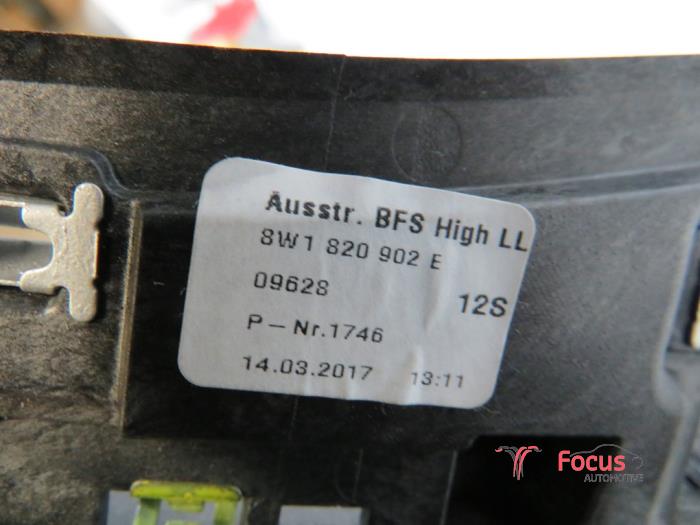 Ausstr. BFS High LL
8W1 820 902 E
09628 12S
P-Nr.1746
14.03.2017 13:11
Focus
AUTOMOTIVE